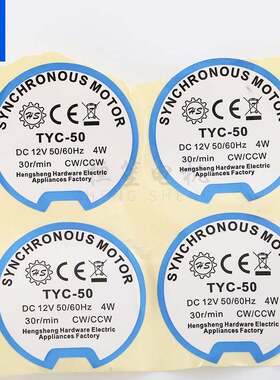 SYNCHRONOUS MOTOR
HS CE
TYC-50
DC 12V 50/60Hz 4W
30r/min CW/CCW
Hengsheng Hardware Electric
Appliances Factory
SYNCHRONOUS MOTOR
HS CE
TYC-50
DC 12V 50/60Hz 4W
30r/min CW/CCW
Hengsheng Hardware Electric
Appliances Factory
SYNCHRONOUS MOTOR
HS CE
TYC-50
DC 12V 50/60Hz 4W
30r/min CW/CCW
Hengsheng Hardware Electric
Appliances Factory
SYNCHRONOUS MOTOR
HS CE
TYC-50
DC 12V 50/60Hz 4W
30r/min CW/CCW
Hengsheng Hardware Electric
Appliances Factory